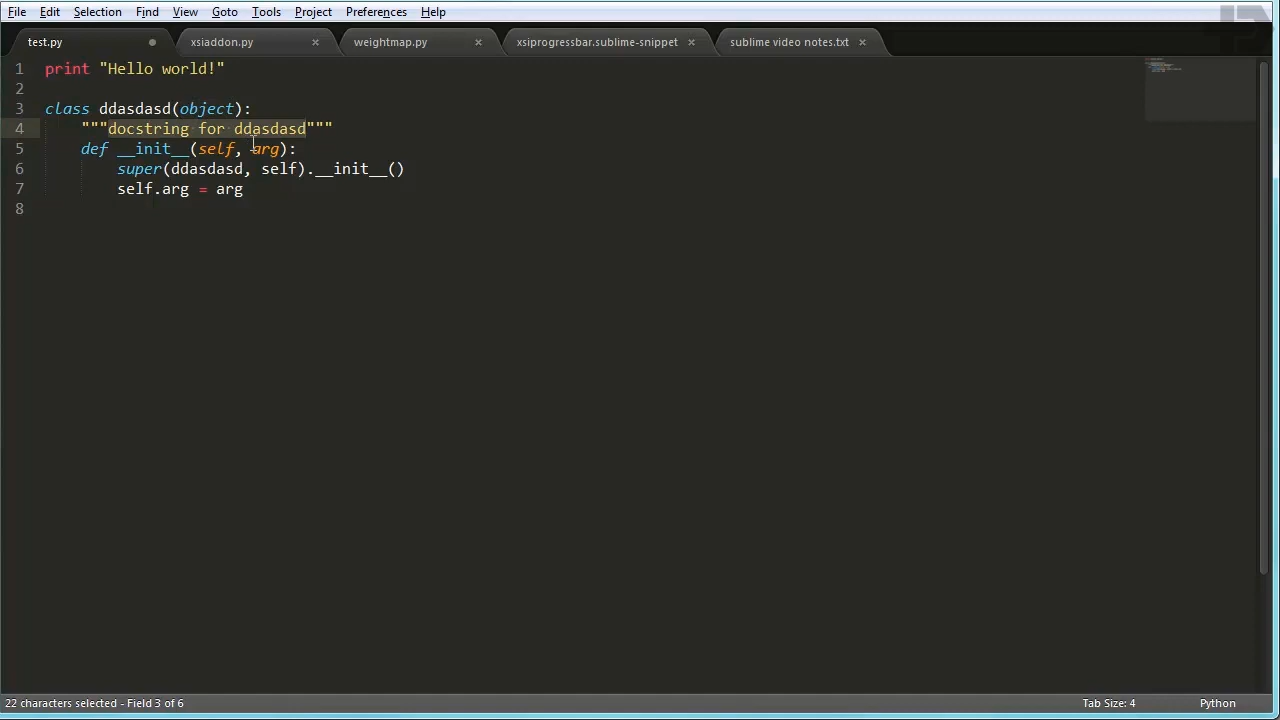 File Edit Selection Find View Goto Tools Project Preferences Help
test.py xsiaddon.py × weightmap.py × xsiprogressbar.sublime-snippet × sublime video notes.txt ×
1 print "Hello world!"
2
3 class ddasdasd(object):
4 """docstring for ddasdasd"""
5 def __init__(self, arg):
6 super(ddasdasd, self).__init__()
7 self.arg = arg
8
22 characters selected - Field 3 of 6 Tab Size: 4 Python